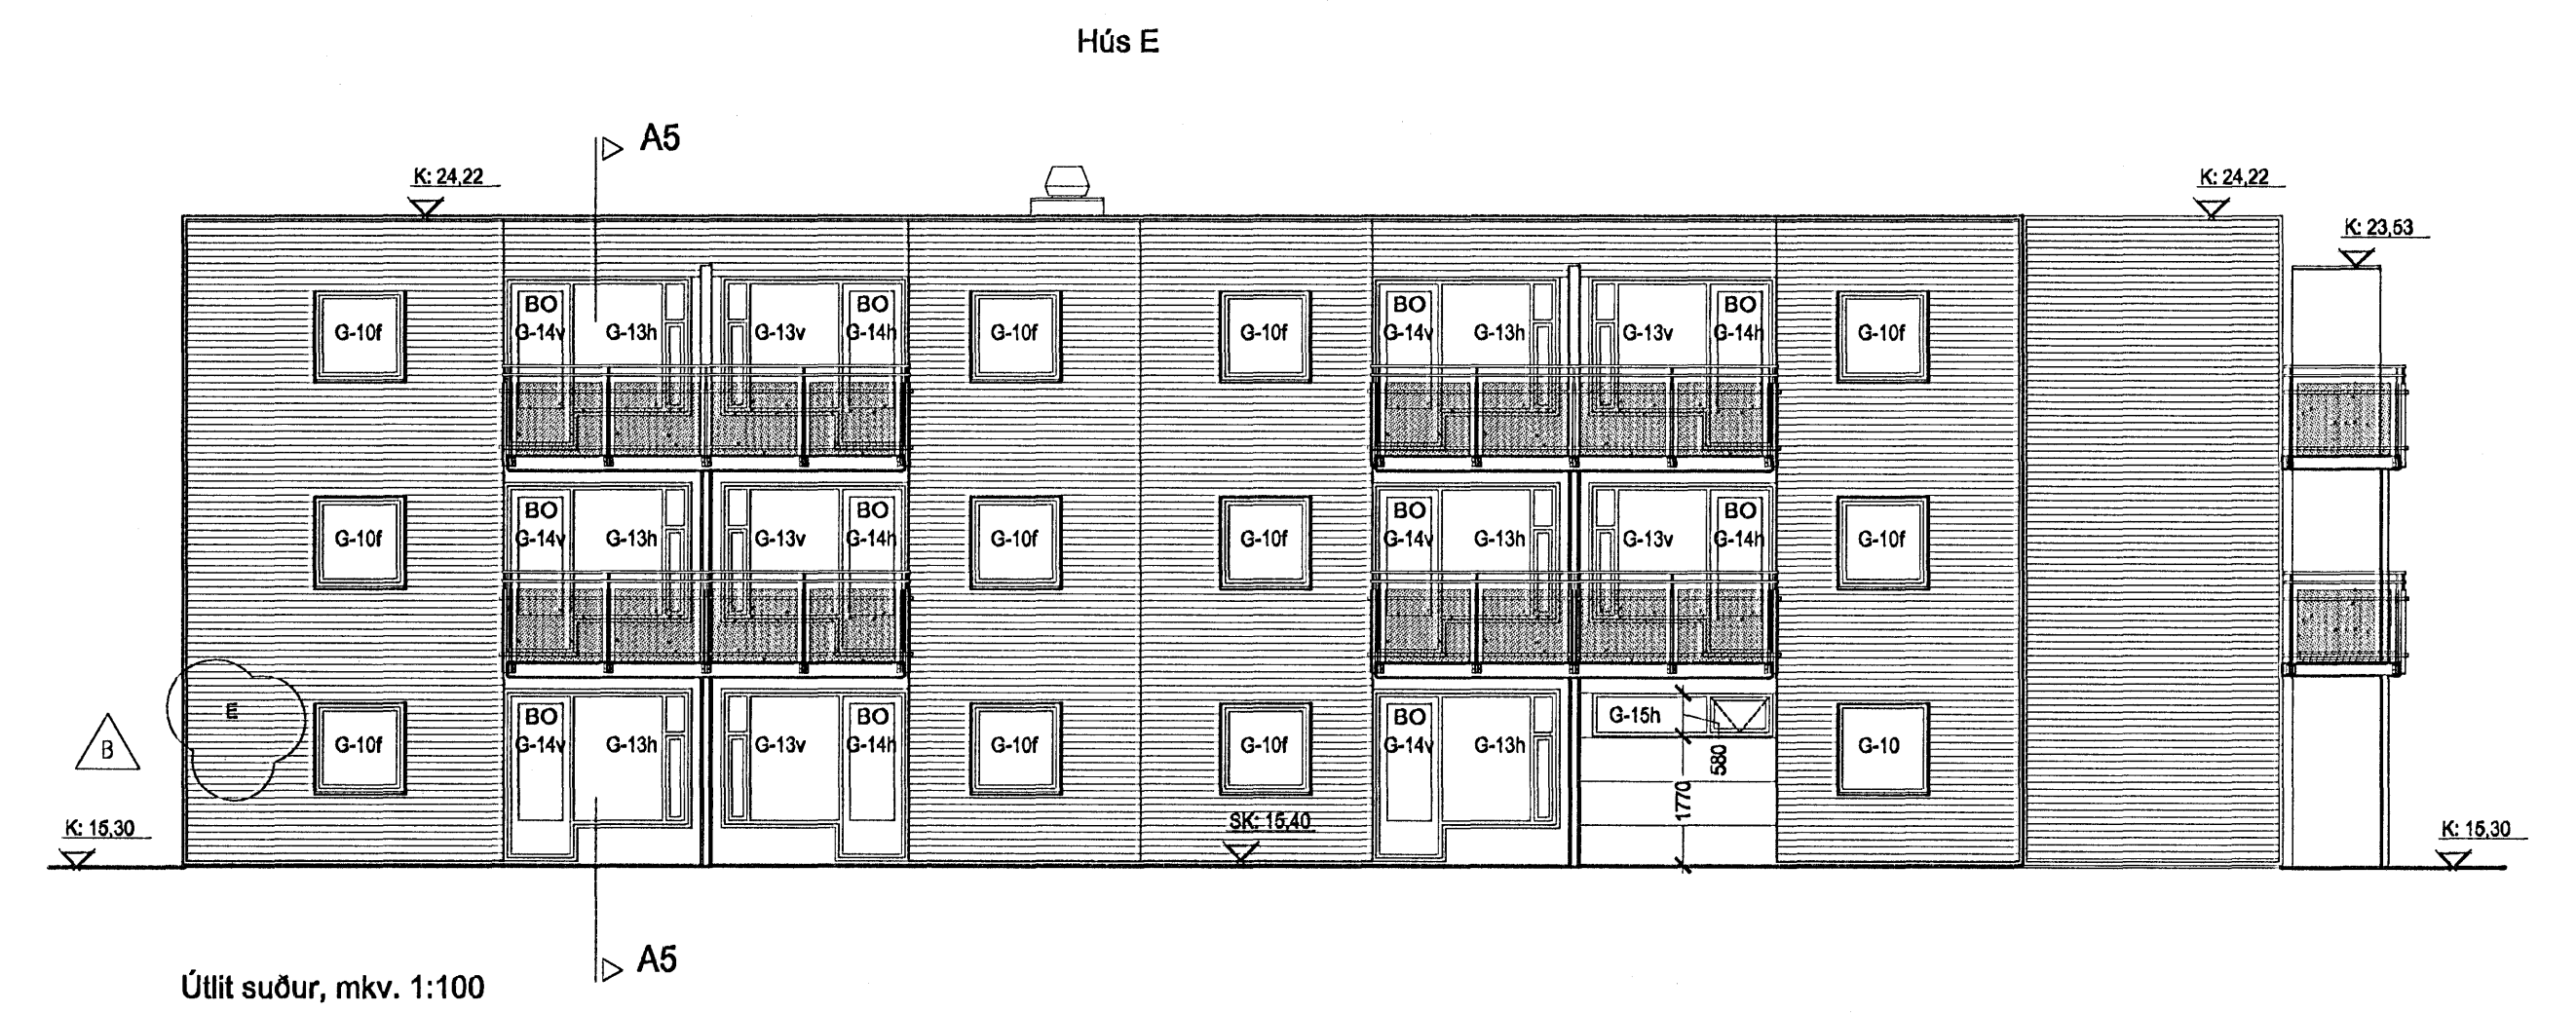 Hús E
A5
K: 24,22
K: 24,22
K: 23,53
BO BO BO BO
G-10f G-14v G-13h G-13v G-14h G-10f G-10f G-14v G-13h G-13v G-14h G-10f
BO BO BO BO
G-10f G-14v G-13h G-13v G-14h G-10f G-10f G-14v G-13h G-13v G-14h G-10f
E
BO BO BO G-15h
B G-10f G-14v G-13h G-13v G-14h G-10f G-10f G-14v G-13h G-10
580
1770
K: 15,30
SK: 15,40
K: 15,30
A5
Útlit suður, mkv. 1:100